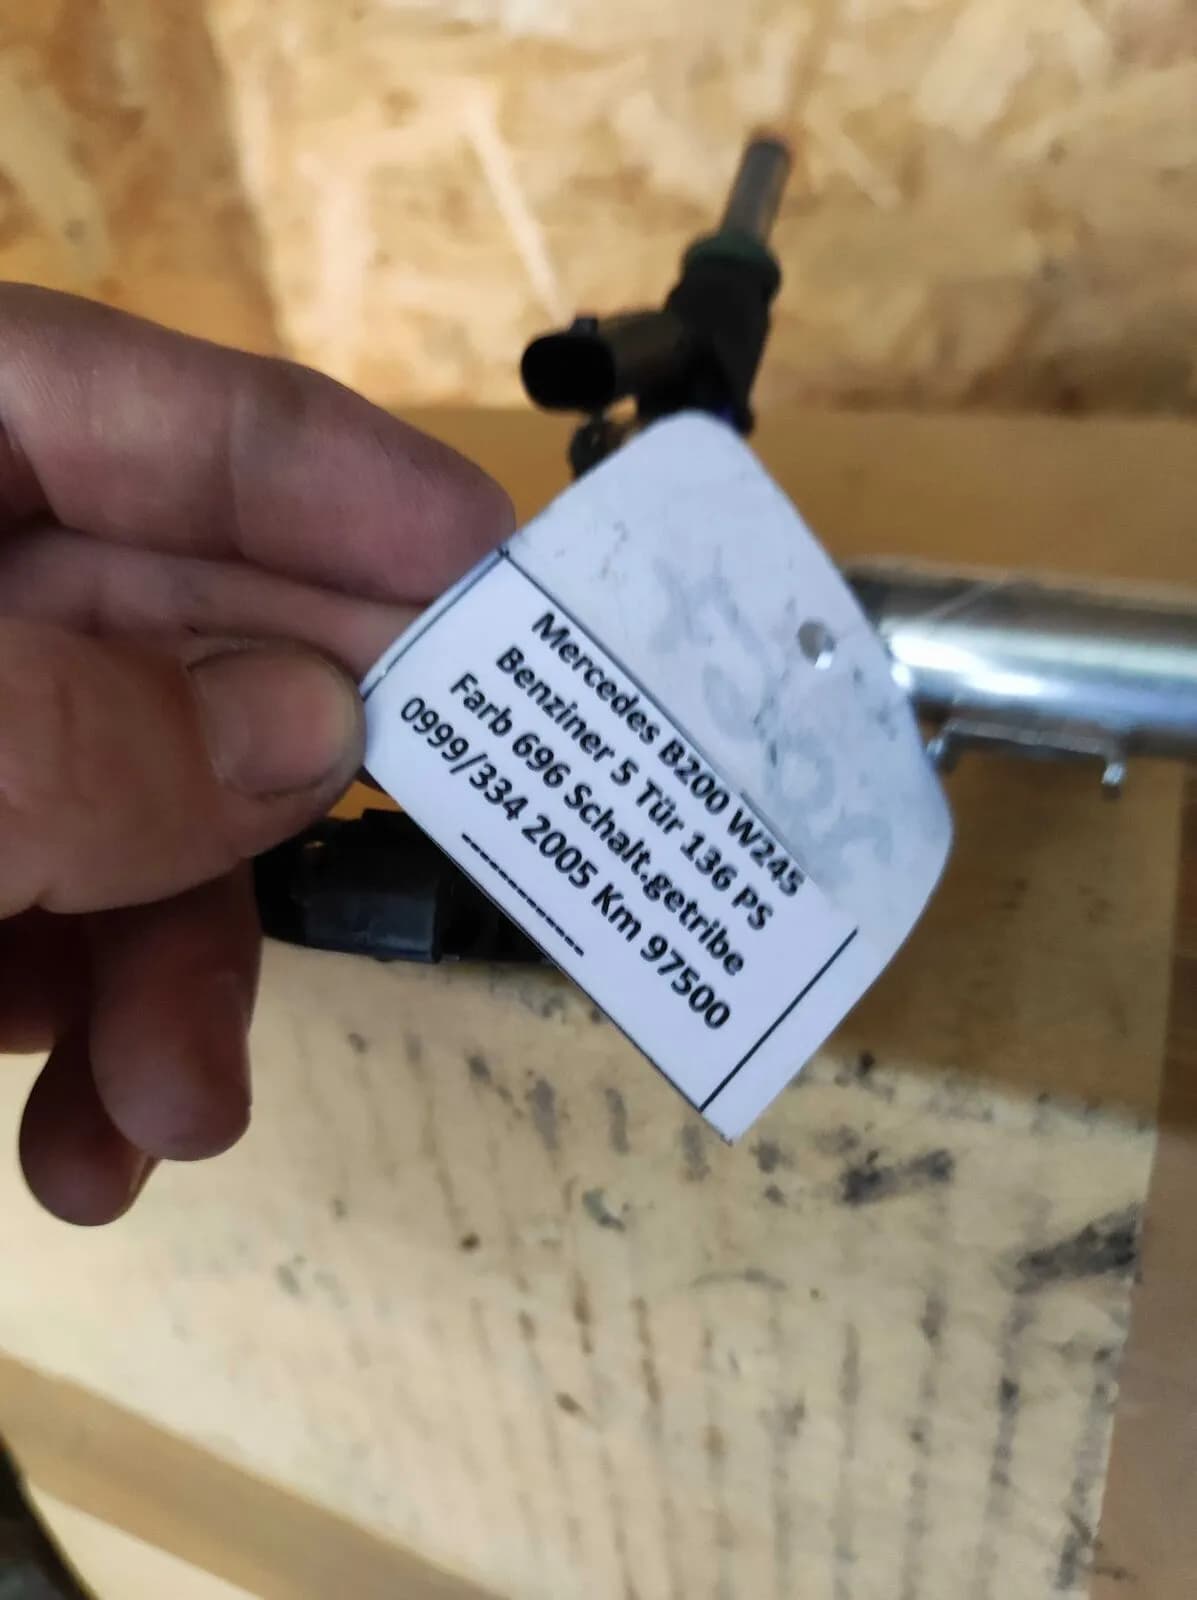 Mercedes B200 W245
Benziner 5 Tür 136 PS
Farb 696 Schalt.getribe
0999/334 2005 Km 97500
-----------